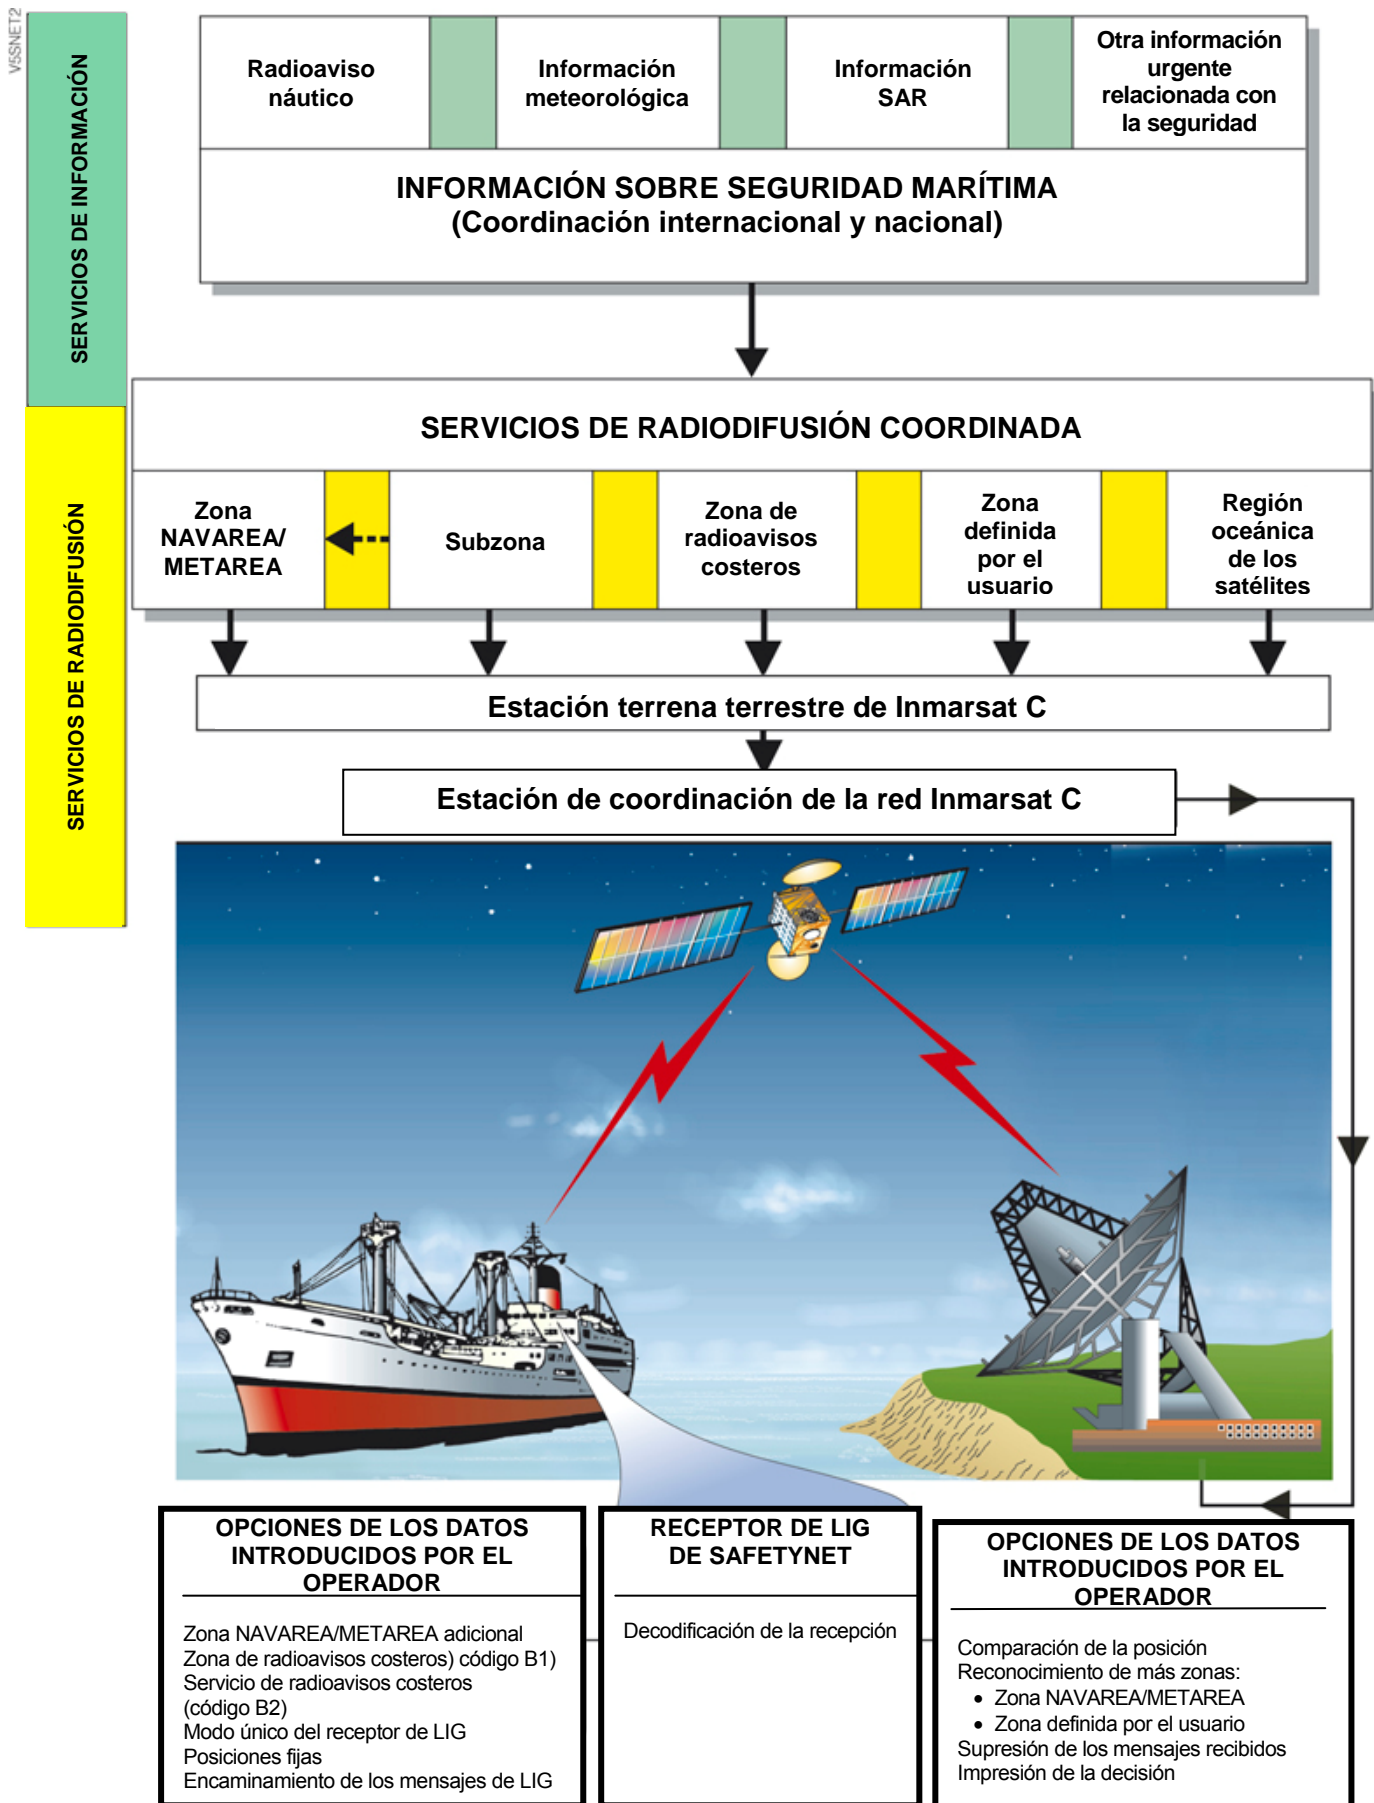 V5SNET2
SERVICIOS DE INFORMACIÓN
Radioaviso
náutico
Información
meteorológica
Información
SAR
Otra información
urgente
relacionada con
la seguridad
INFORMACIÓN SOBRE SEGURIDAD MARÍTIMA
(Coordinación internacional y nacional)
SERVICIOS DE RADIODIFUSIÓN
SERVICIOS DE RADIODIFUSIÓN COORDINADA
Zona
NAVAREA/
METAREA
Subzona
Zona de
radioavisos
costeros
Zona
definida
por el
usuario
Región
oceánica
de los
satélites
Estación terrena terrestre de Inmarsat C
Estación de coordinación de la red Inmarsat C
OPCIONES DE LOS DATOS
INTRODUCIDOS POR EL
OPERADOR
Zona NAVAREA/METAREA adicional
Zona de radioavisos costeros) código B1)
Servicio de radioavisos costeros
(código B2)
Modo único del receptor de LIG
Posiciones fijas
Encaminamiento de los mensajes de LIG
RECEPTOR DE LIG
DE SAFETYNET
Decodificación de la recepción
OPCIONES DE LOS DATOS
INTRODUCIDOS POR EL
OPERADOR
Comparación de la posición
Reconocimiento de más zonas:
• Zona NAVAREA/METAREA
• Zona definida por el usuario
Supresión de los mensajes recibidos
Impresión de la decisión